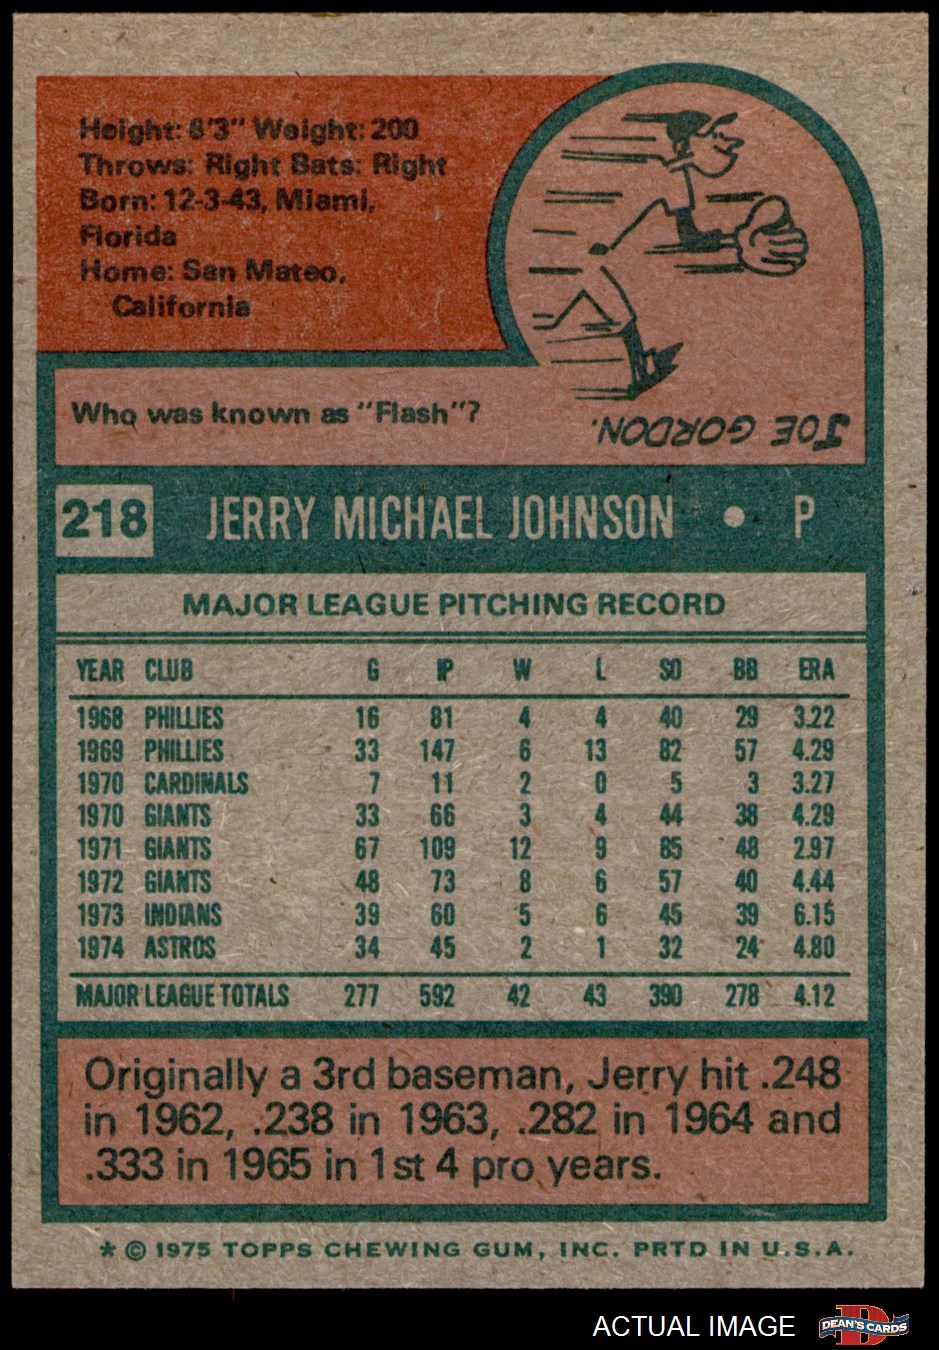 Height: 6'3" Weight: 200
Throws: Right Bats: Right
Born: 12-3-43, Miami,
Florida
Home: San Mateo,
California
Who was known as "Flash"?
JOE GORDON.
218 JERRY MICHAEL JOHNSON • P
MAJOR LEAGUE PITCHING RECORD
YEAR CLUB G IP W L SO BB ERA
1968 PHILLIES 16 81 4 4 40 29 3.22
1969 PHILLIES 33 147 6 13 82 57 4.29
1970 CARDINALS 7 11 2 0 5 3 3.27
1970 GIANTS 33 66 3 4 44 38 4.29
1971 GIANTS 67 109 12 9 85 48 2.97
1972 GIANTS 48 73 8 6 57 40 4.44
1973 INDIANS 39 60 5 6 45 39 6.15
1974 ASTROS 34 45 2 1 32 24 4.80
MAJOR LEAGUE TOTALS 277 592 42 43 390 278 4.12
Originally a 3rd baseman, Jerry hit .248
in 1962, .238 in 1963, .282 in 1964 and
.333 in 1965 in 1st 4 pro years.
* © 1975 TOPPS CHEWING GUM, INC. PRTD IN U.S.A.
ACTUAL IMAGE
DEAN'S CARDS